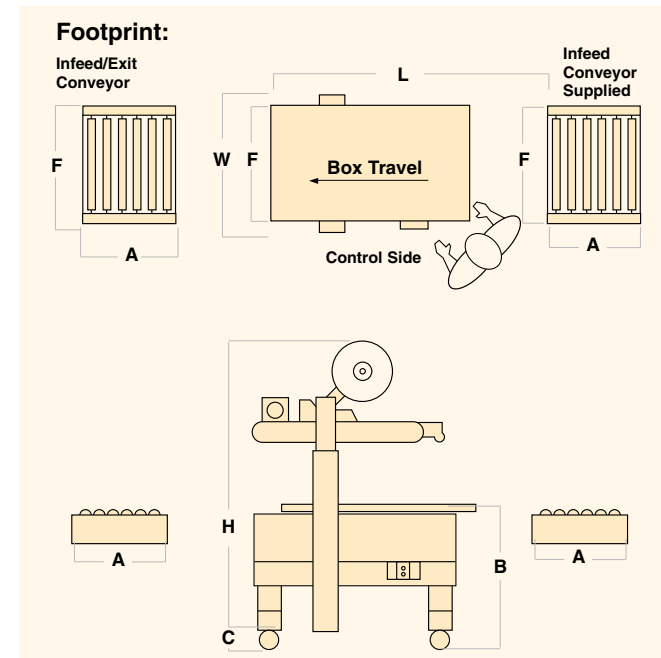 Footprint:
Infeed/Exit
Conveyor
Infeed
Conveyor
Supplied
L
F
W
F
F
Box Travel
A
A
Control Side
H
A
A
B
C